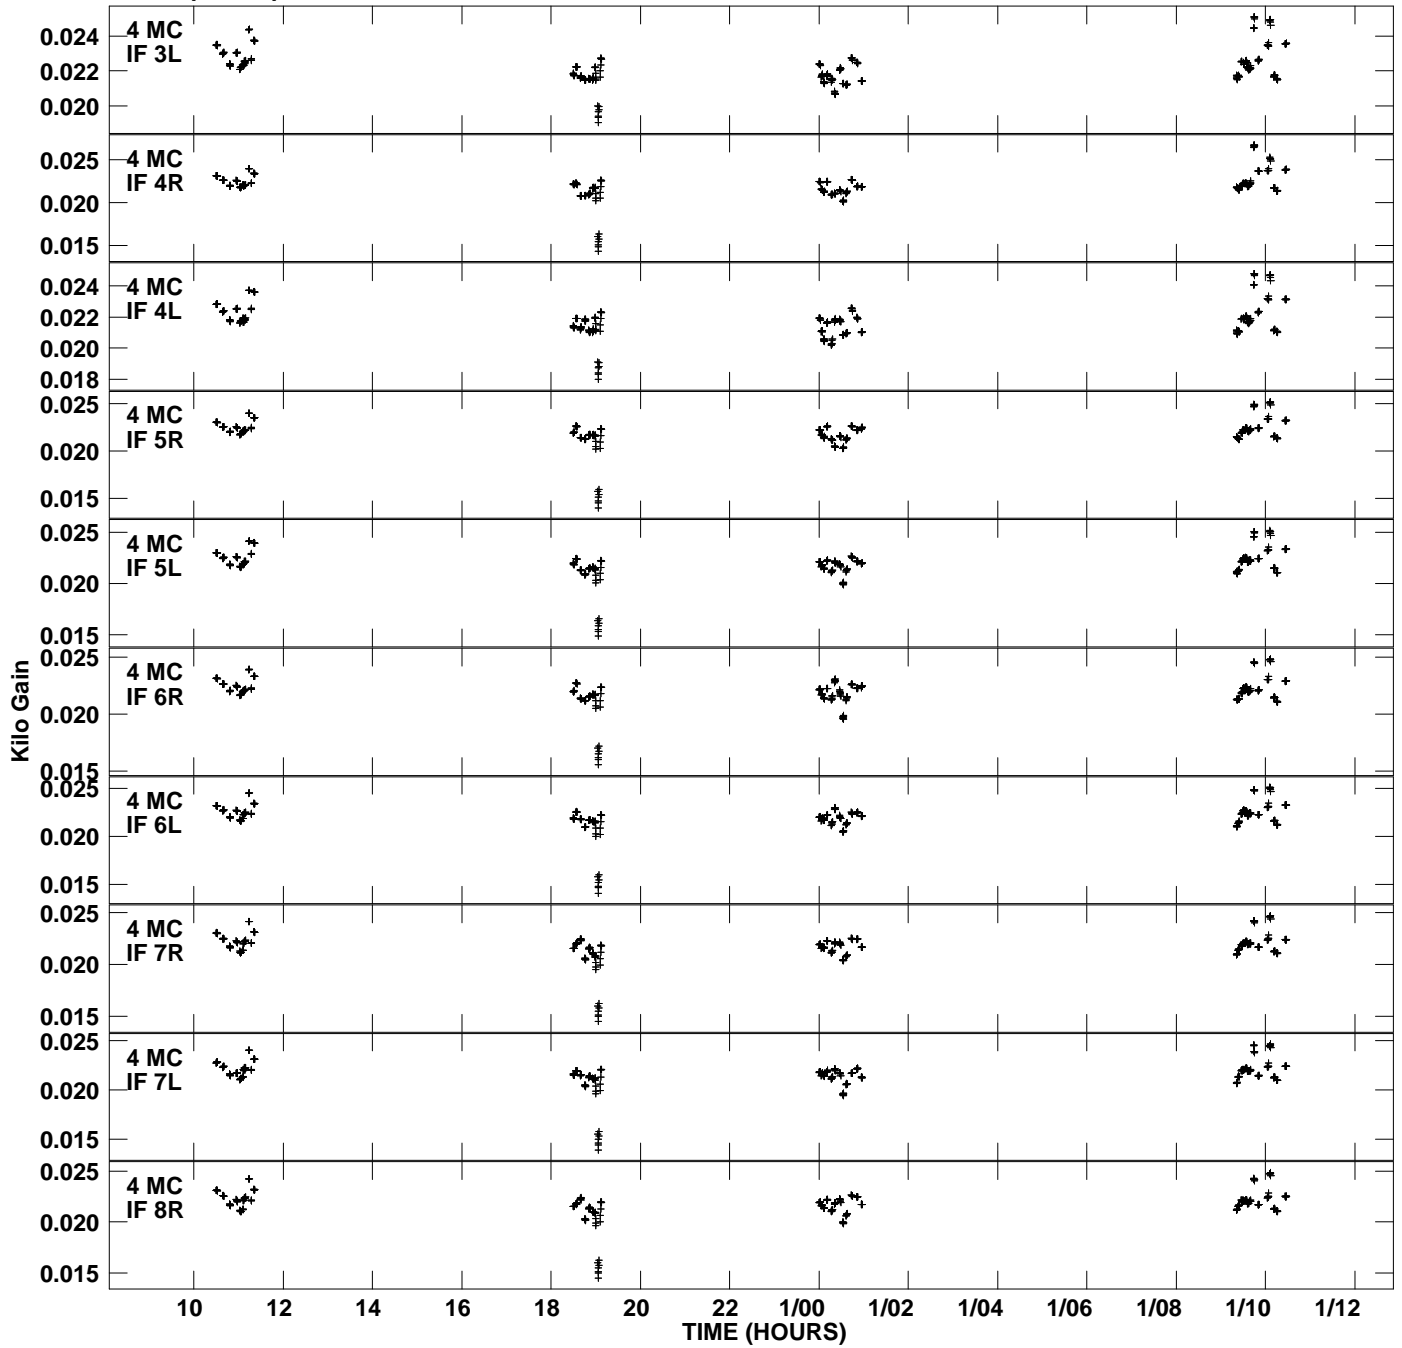 4 MC
IF 3L
0.024
0.022
0.020
4 MC
IF 4R
0.025
0.020
0.015
4 MC
IF 4L
0.024
0.022
0.020
0.018
4 MC
IF 5R
0.025
0.020
0.015
4 MC
IF 5L
0.025
0.020
0.015
4 MC
IF 6R
0.025
0.020
0.015
4 MC
IF 6L
0.025
0.020
0.015
4 MC
IF 7R
0.025
0.020
0.015
4 MC
IF 7L
0.025
0.020
0.015
4 MC
IF 8R
0.025
0.020
0.015
Kilo Gain
10 12 14 16 18 20 22 1/00 1/02 1/04 1/06 1/08 1/10 1/12
TIME (HOURS)